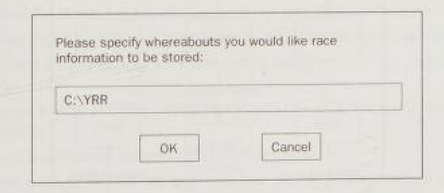 Please specify whereabouts you would like race
information to be stored:
C:\YRR
OK
Cancel